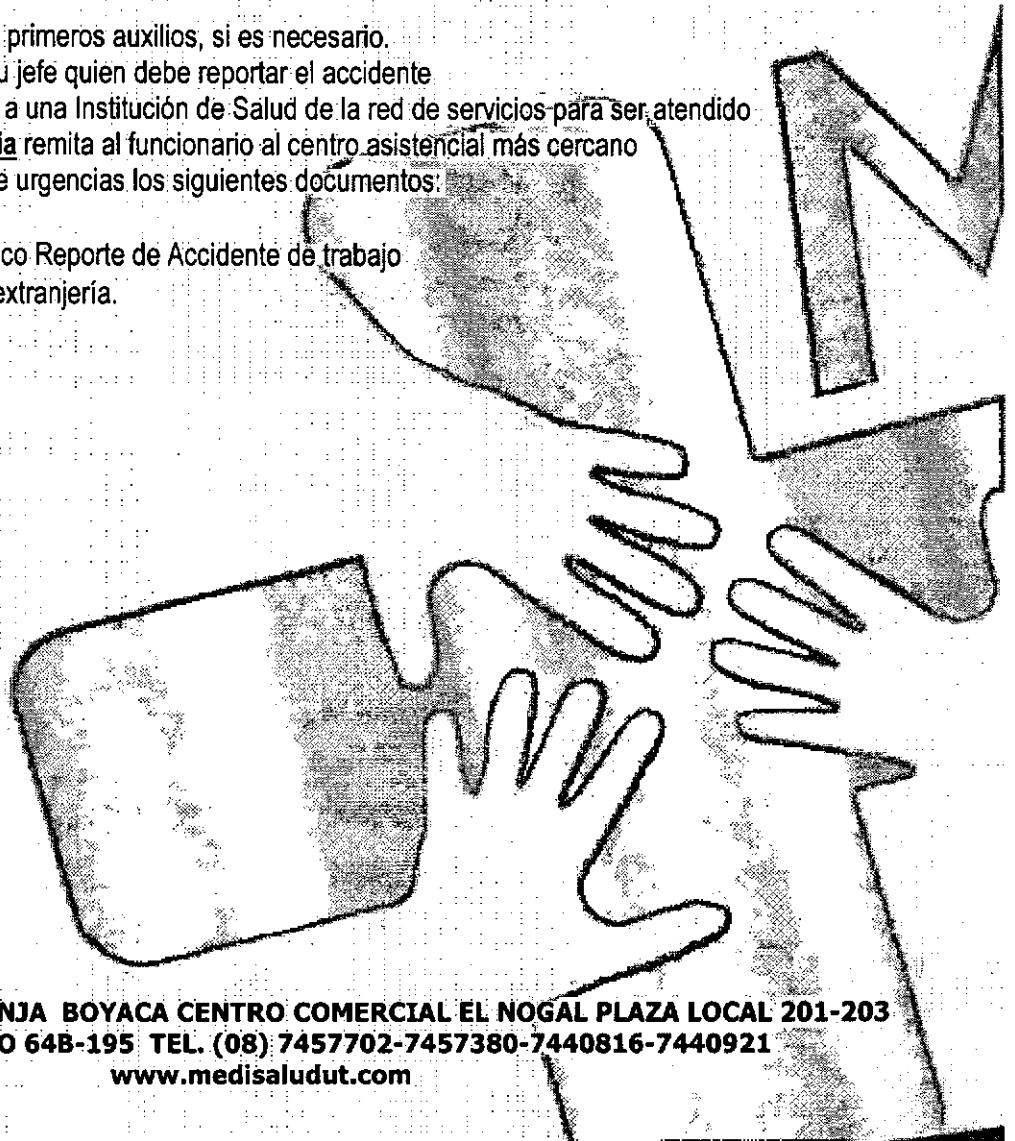 primeros auxilios, si es necesario.
u jefe quien debe reportar el accidente
a una Institución de Salud de la red de servicios para ser atendido
ia remita al funcionario al centro asistencial más cercano
e urgencias los siguientes documentos:
co Reporte de Accidente de trabajo
extranjería.
NJA BOYACA CENTRO COMERCIAL EL NOGAL PLAZA LOCAL 201-203
O 64B-195 TEL. (08) 7457702-7457380-7440816-7440921
www.medisaludut.com